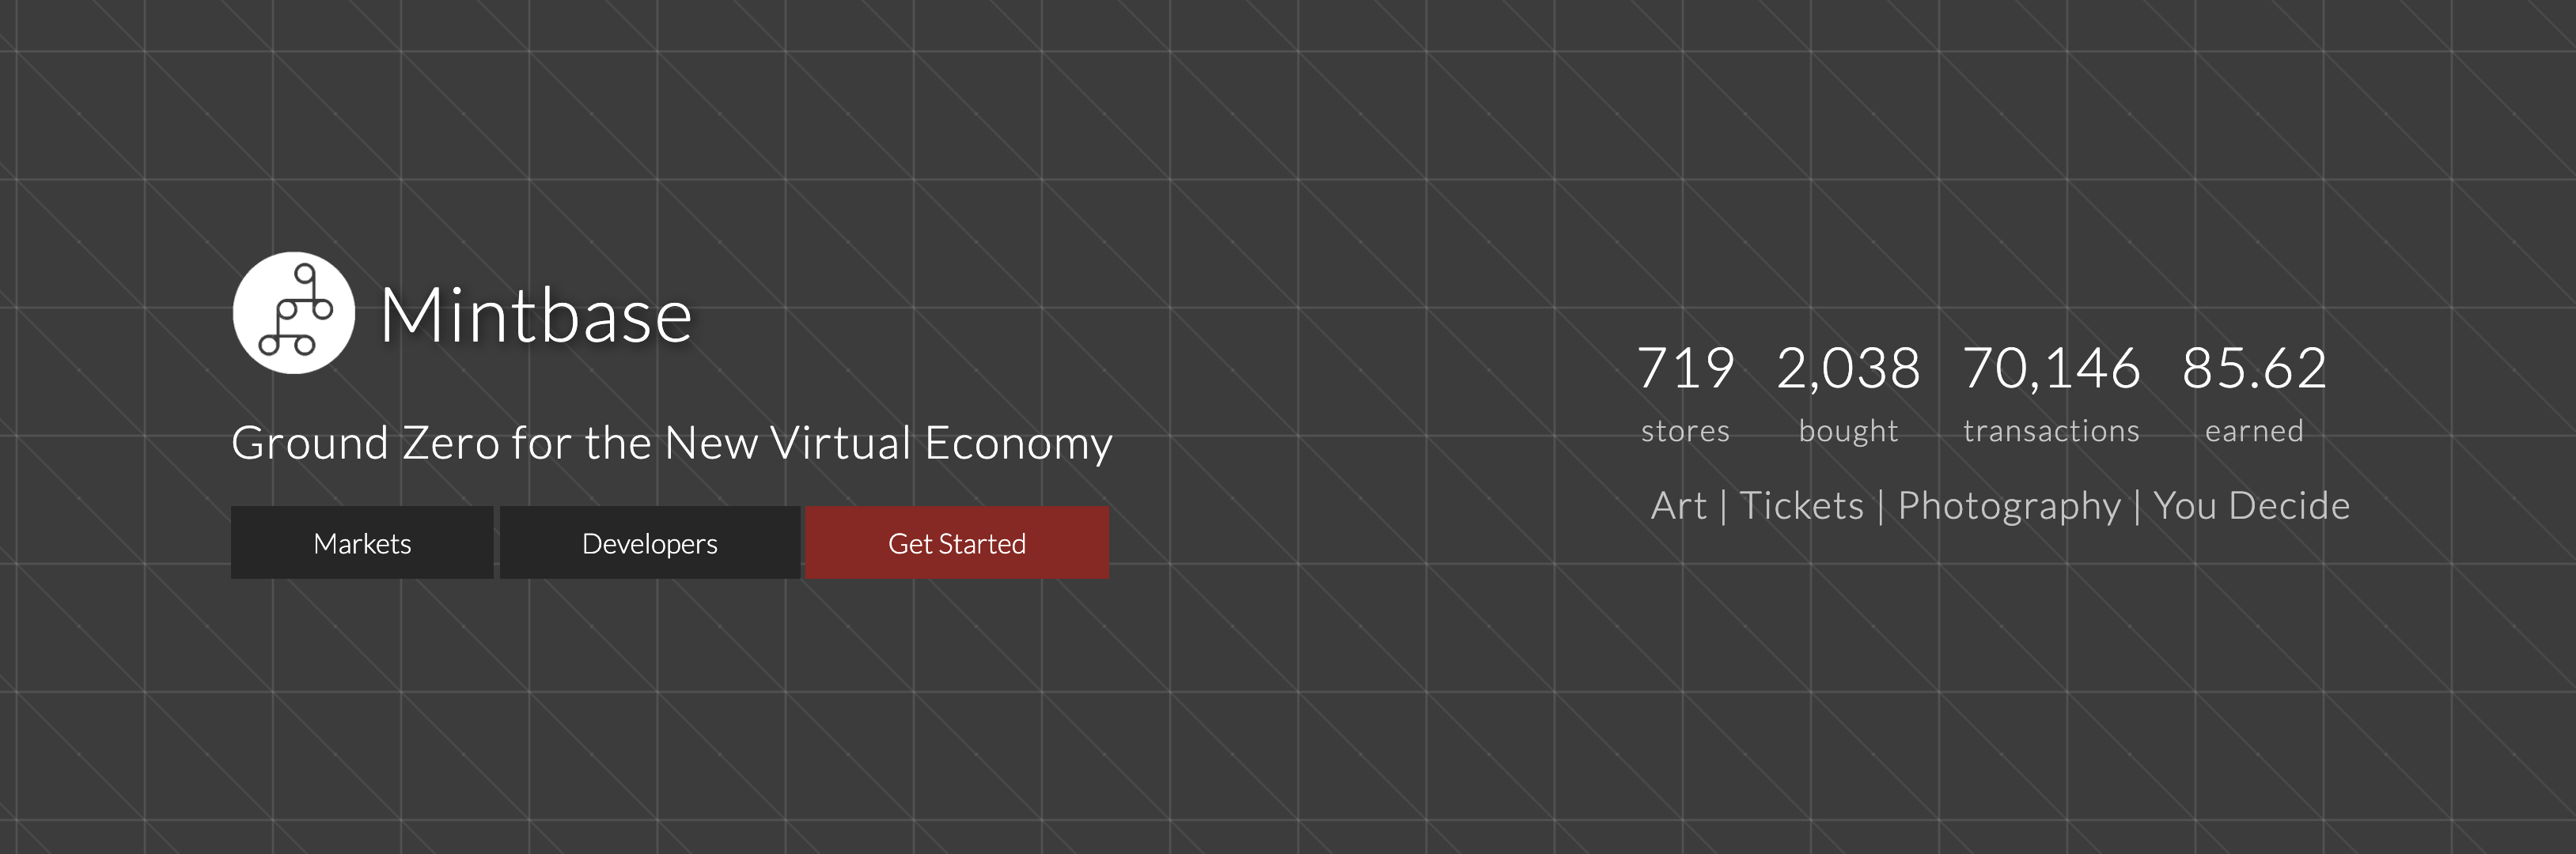 Mintbase
Ground Zero for the New Virtual Economy
Markets
Developers
Get Started
719 2,038 70,146 85.62
stores bought transactions earned
Art | Tickets | Photography | You Decide